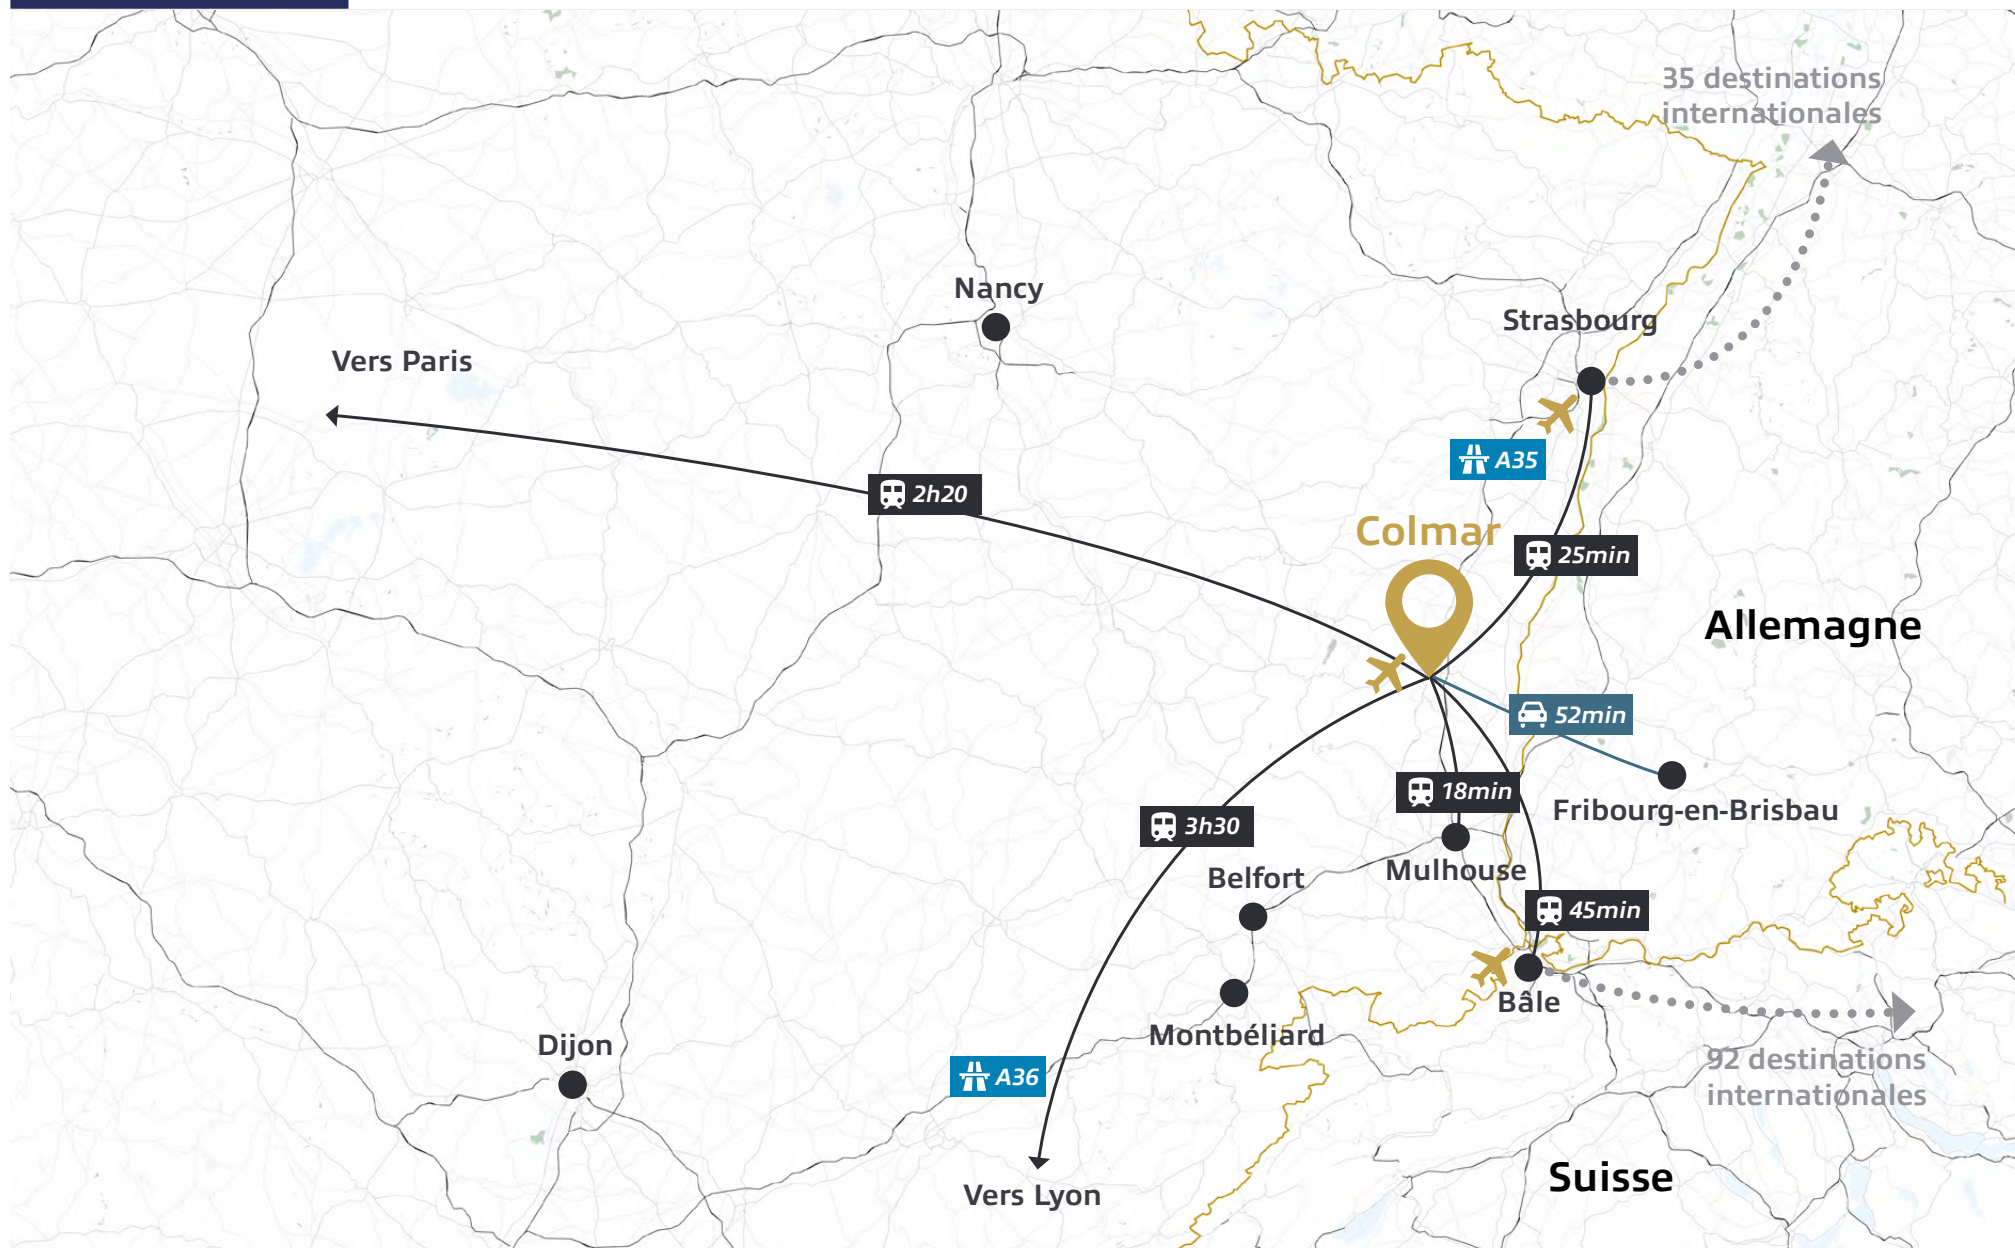 35 destinations
internationales
Nancy
Strasbourg
Vers Paris
A35
2h20
Colmar
25min
Allemagne
52min
18min
Fribourg-en-Brisbau
3h30
Mulhouse
Belfort
45min
Bâle
Montbéliard
Dijon
92 destinations
internationales
A36
Suisse
Vers Lyon